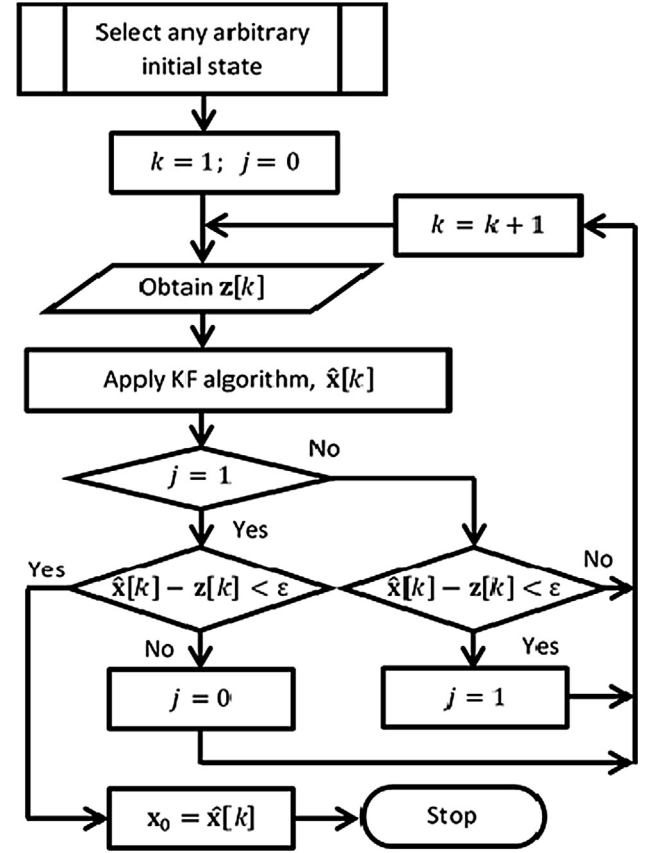 Select any arbitrary
initial state
k = 1; j = 0
k = k + 1
Obtain z[k]
Apply KF algorithm, x̂[k]
No
j = 1
Yes
Yes
x̂[k] − z[k] < ε
x̂[k] − z[k] < ε
No
No
Yes
j = 0
j = 1
x₀ = x̂[k]
Stop